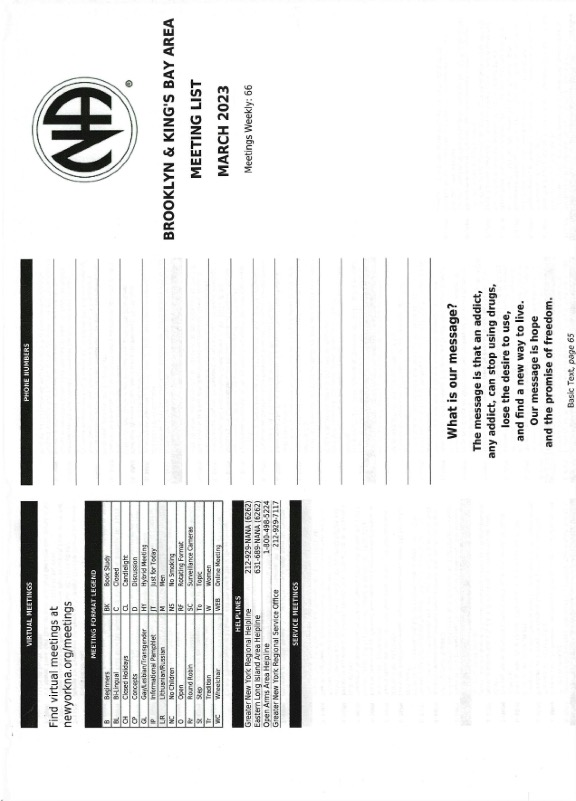 VIRTUAL MEETINGS
Find virtual meetings at
newyorkna.org/meetings
MEETING FORMAT LEGEND
B Beginners BK Book Study
BL Bi-Lingual C Closed
CH Closed Holidays CL Candlelight
CP Concepts D Discussion
GL Gay/Lesbian/Transgender HY Hybrid Meeting
IP Informational Pamphlet JT Just for Today
L/R Lithuanian/Russian M Men
NC No Children NS No Smoking
O Open RF Rotating Format
Rr Round Robin SC Surveillance Cameras
St Step To Topic
Tr Tradition W Women
WC Wheelchair WEB Online Meeting
HELPLINES
Greater New York Regional Helpline 212-929-NANA (6262)
Eastern Long Island Area Helpline 631-689-NANA (6262)
Open Arms Area Helpline 1-800-498-5224
Greater New York Regional Service Office 212-929-7117
SERVICE MEETINGS
PHONE NUMBERS
What is our message?
The message is that an addict,
any addict, can stop using drugs,
lose the desire to use,
and find a new way to live.
Our message is hope
and the promise of freedom.
Basic Text, page 65
NA ®
BROOKLYN & KING'S BAY AREA
MEETING LIST
MARCH 2023
Meetings Weekly: 66